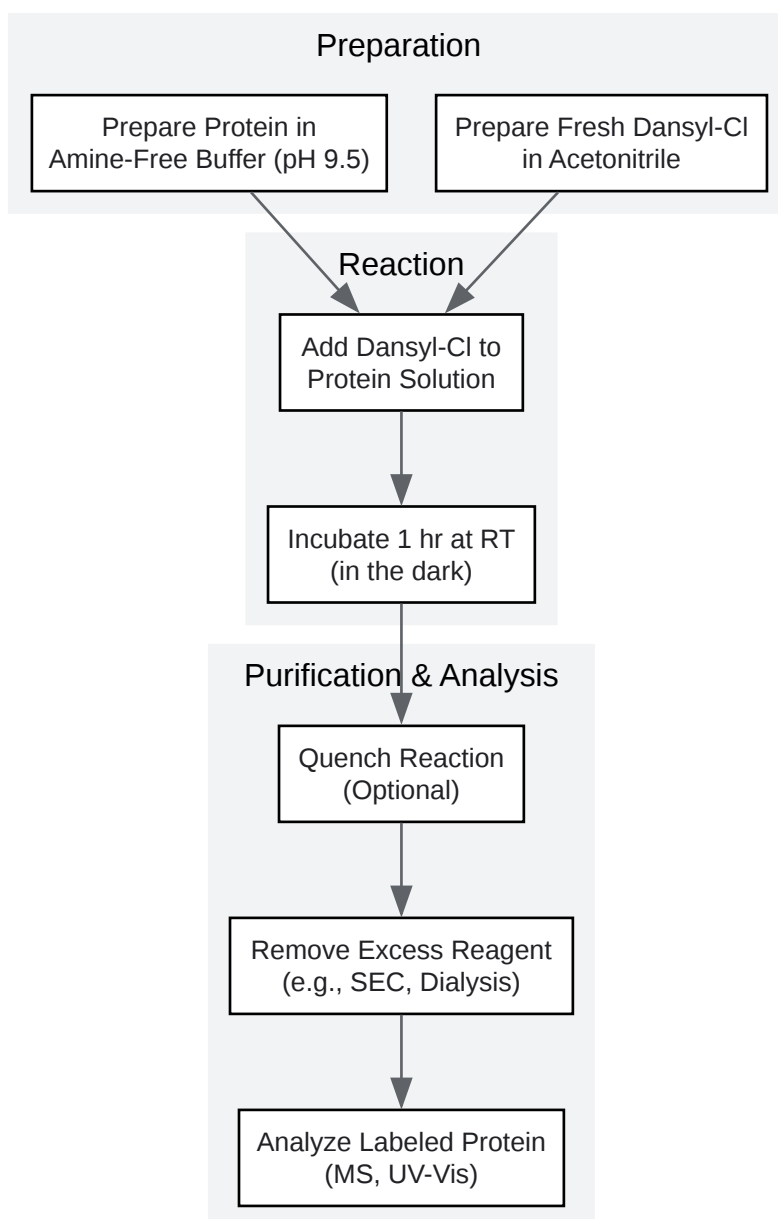 Preparation
Prepare Protein in
Amine-Free Buffer (pH 9.5)
Prepare Fresh Dansyl-Cl
in Acetonitrile
Reaction
Add Dansyl-Cl to
Protein Solution
Incubate 1 hr at RT
(in the dark)
Purification & Analysis
Quench Reaction
(Optional)
Remove Excess Reagent
(e.g., SEC, Dialysis)
Analyze Labeled Protein
(MS, UV-Vis)